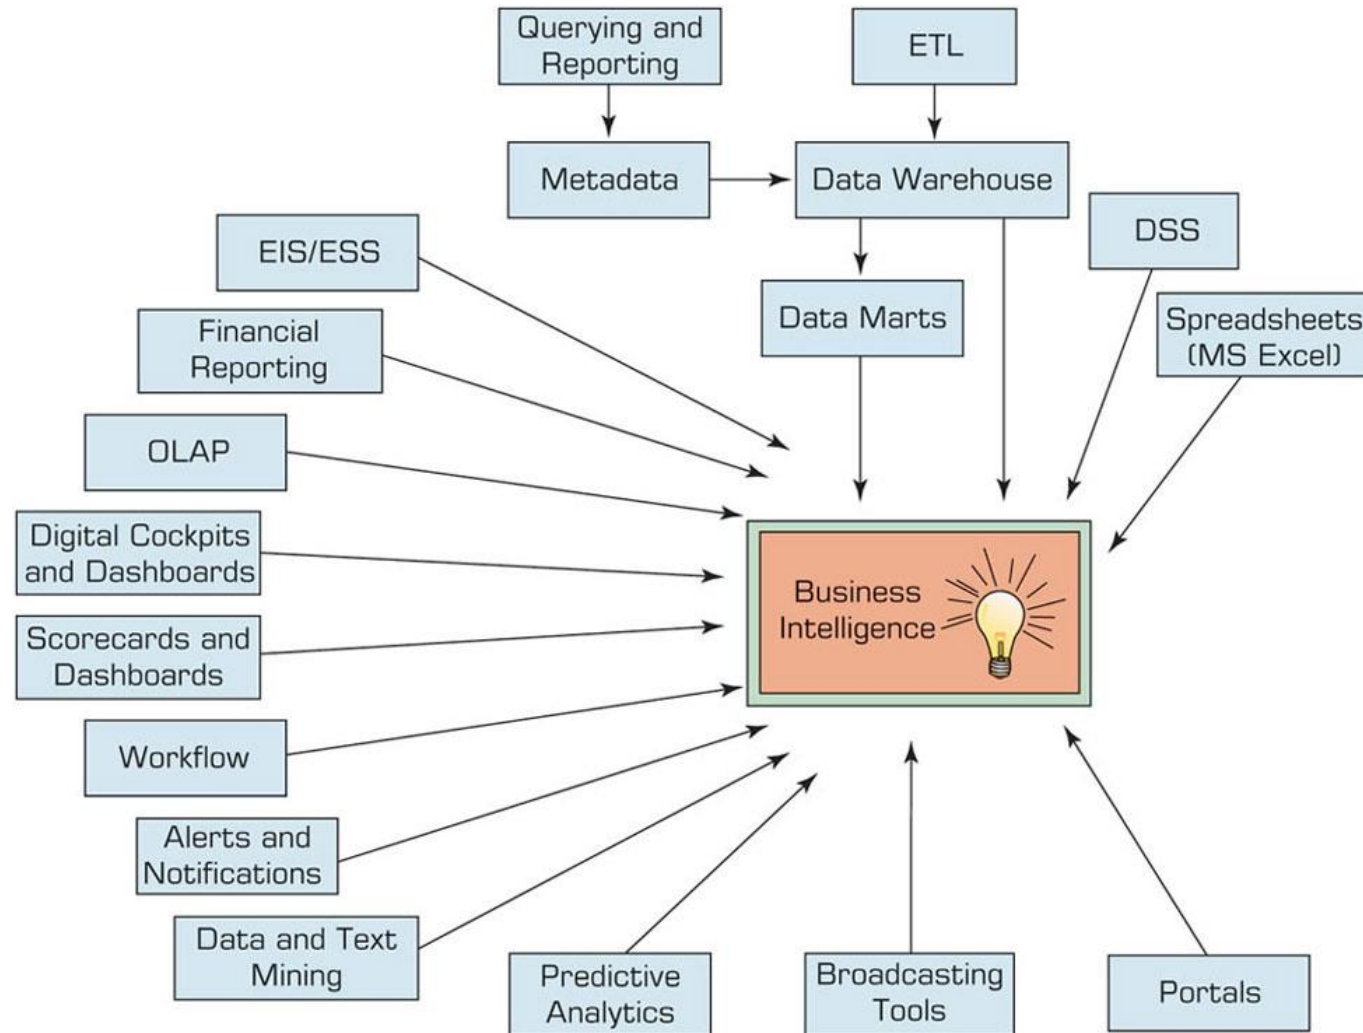 Querying and
Reporting
ETL
Metadata
Data Warehouse
DSS
EIS/ESS
Data Marts
Spreadsheets
(MS Excel)
Financial
Reporting
OLAP
Digital Cockpits
and Dashboards
Business
Intelligence
Scorecards and
Dashboards
Workflow
Alerts and
Notifications
Data and Text
Mining
Predictive
Analytics
Broadcasting
Tools
Portals